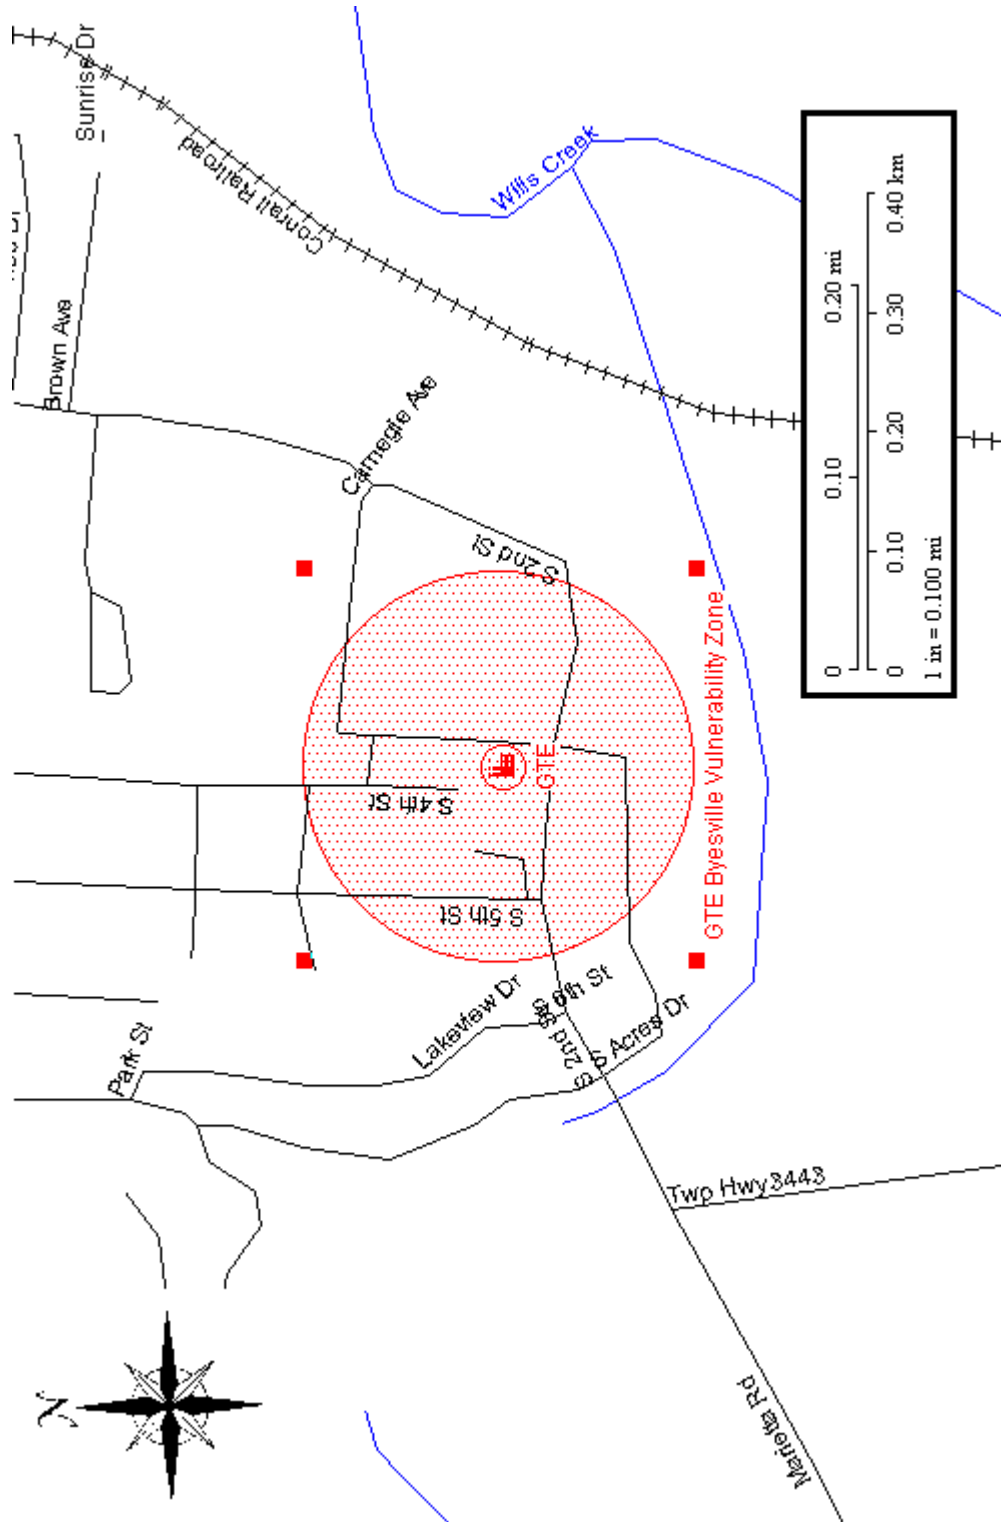 Sunrise Dr
Conrail Railroad
Brown Ave
Wills Creek
Carnegie Ave
S 2nd St
GTE
S 4th St
S 5th St
GTE Byesville Vulnerability Zone
Lakeview Dr
S 6th St
S 2nd St
S Acres Dr
Park St
Twp Hwy 3443
Marietta Rd
N
0 0.10 0.20 mi
0 0.10 0.20 0.30 0.40 km
1 in = 0.100 mi